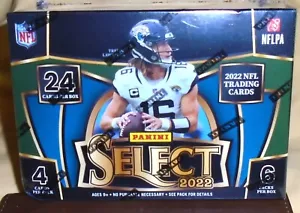 NFL
NFLPA
24
CARDS PER BOX
2022 NFL
TRADING
CARDS
16
PANINI
SELECT
2022
4
CARDS
PER PACK
6
PACKS
PER BOX
AGES 9+ NO PURCHASE NECESSARY SEE PACK FOR DETAILS